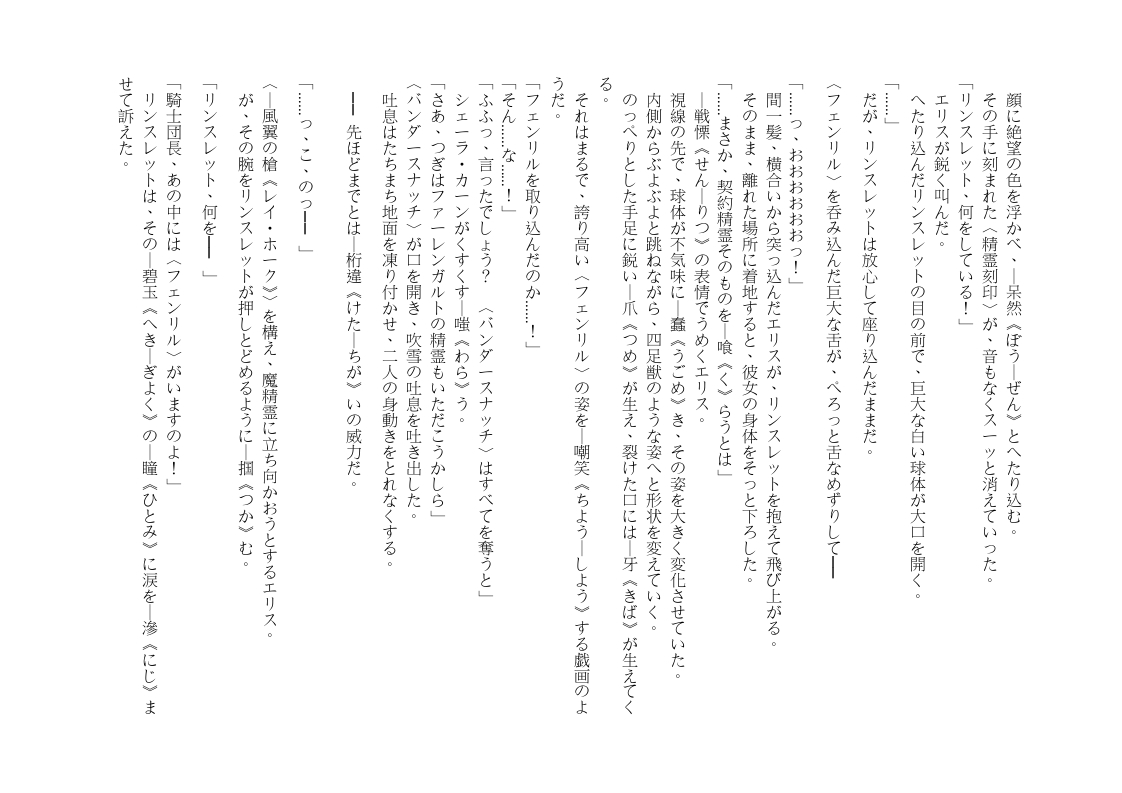 顔に絶望の色を浮かべ、―呆然《ぼう―ぜん》とへたり込む。
その手に刻まれた〈精霊刻印〉が、音もなくスーッと消えていった。
「リンスレット、何をしている！」
エリスが鋭く叫んだ。
へたり込んだリンスレットの目の前で、巨大な白い球体が大口を開く。
「……」
だが、リンスレットは放心して座り込んだままだ。
〈フェンリル〉を呑み込んだ巨大な舌が、ぺろっと舌なめずりして━━
「……っ、おおおおおおっ！」
間一髪、横合いから突っ込んだエリスが、リンスレットを抱えて飛び上がる。
そのまま、離れた場所に着地すると、彼女の身体をそっと下ろした。
「……まさか、契約精霊そのものを―喰《く》らうとは」
―戦慄《せん―りつ》の表情でうめくエリス。
視線の先で、球体が不気味に―蠢《うごめ》き、その姿を大きく変化させていた。
内側からぶよぶよと跳ねながら、四足獣のような姿へと形状を変えていく。
のっぺりとした手足に鋭い―爪《つめ》が生え、裂けた口には―牙《きば》が生えてく
る。
それはまるで、誇り高い〈フェンリル〉の姿を―嘲笑《ちよう―しよう》する戯画のよ
うだ。
「フェンリルを取り込んだのか……！」
「そん……な……！」
「ふふっ、言ったでしょう？　〈バンダースナッチ〉はすべてを奪うと」
シェーラ・カーンがくすくす―嗤《わら》う。
「さあ、つぎはファーレンガルトの精霊もいただこうかしら」
〈バンダースナッチ〉が口を開き、吹雪の吐息を吐き出した。
吐息はたちまち地面を凍り付かせ、二人の身動きをとれなくする。
━━先ほどまでとは―桁違《けた―ちが》いの威力だ。
「……っ、こ、のっ━━」
〈―風翼の槍《レイ・ホーク》〉を構え、魔精霊に立ち向かおうとするエリス。
が、その腕をリンスレットが押しとどめるように―掴《つか》む。
「リンスレット、何を━━」
「騎士団長、あの中には〈フェンリル〉がいますのよ！」
リンスレットは、その―碧玉《へき―ぎよく》の―瞳《ひとみ》に涙を―滲《にじ》ま
せて訴えた。